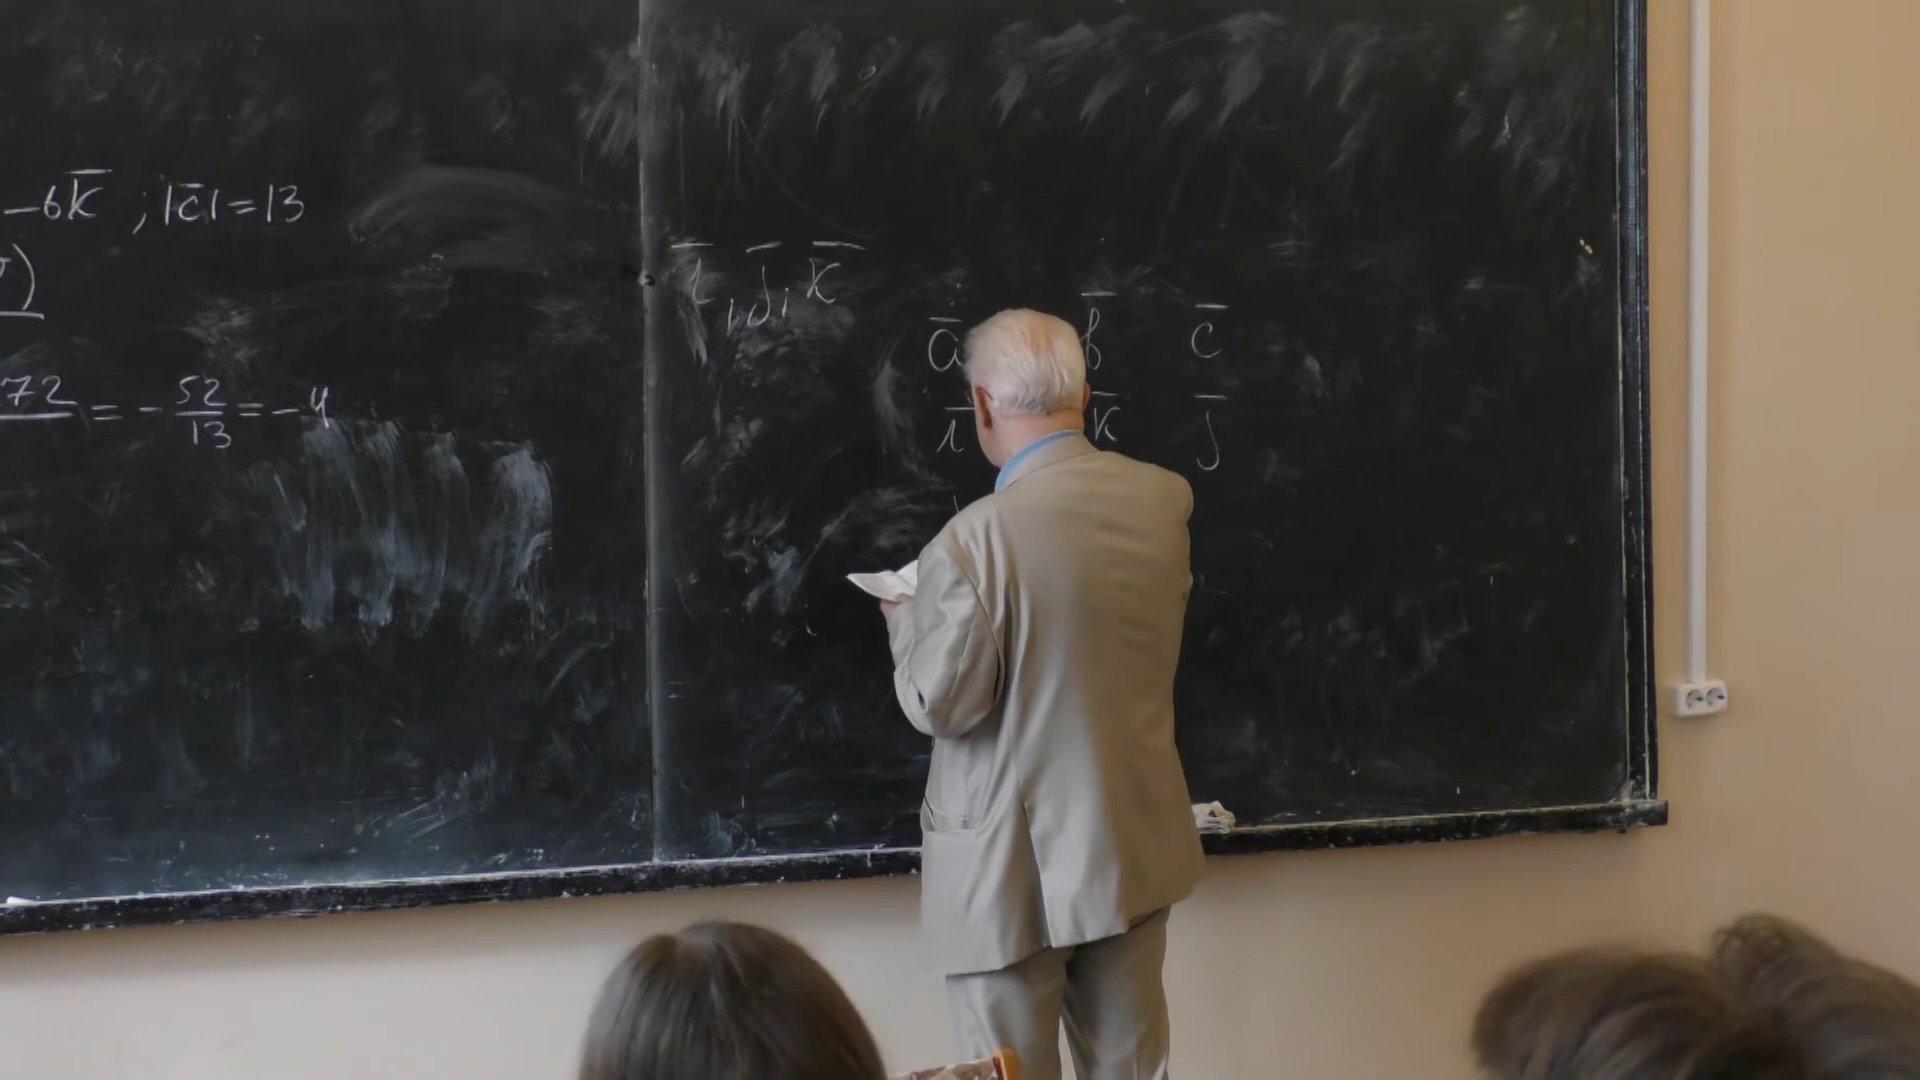 –6k̅ ; |c̅| = 13
)
72 = - 52/13 = -4
i̅, j̅, k̅
a̅ b̅ c̅
i̅ k̅ j̅